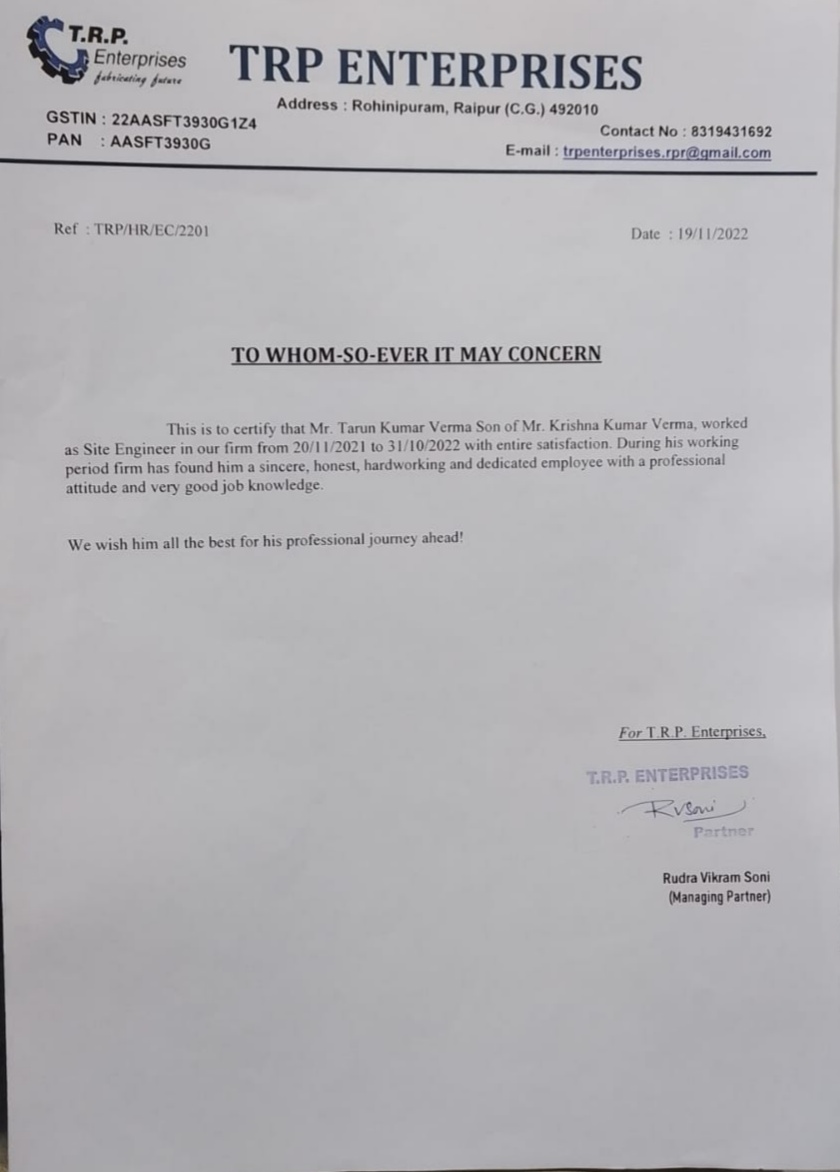 T.R.P.
Enterprises
fabricating future
TRP ENTERPRISES
Address : Rohinipuram, Raipur (C.G.) 492010
GSTIN : 22AASFT3930G1Z4
PAN : AASFT3930G
Contact No : 8319431692
E-mail : trpenterprises.rpr@gmail.com
Ref : TRP/HR/EC/2201
Date : 19/11/2022
TO WHOM-SO-EVER IT MAY CONCERN
This is to certify that Mr. Tarun Kumar Verma Son of Mr. Krishna Kumar Verma, worked
as Site Engineer in our firm from 20/11/2021 to 31/10/2022 with entire satisfaction. During his working
period firm has found him a sincere, honest, hardworking and dedicated employee with a professional
attitude and very good job knowledge.
We wish him all the best for his professional journey ahead!
For T.R.P. Enterprises,
T.R.P. ENTERPRISES
RVSoni
Partner
Rudra Vikram Soni
(Managing Partner)